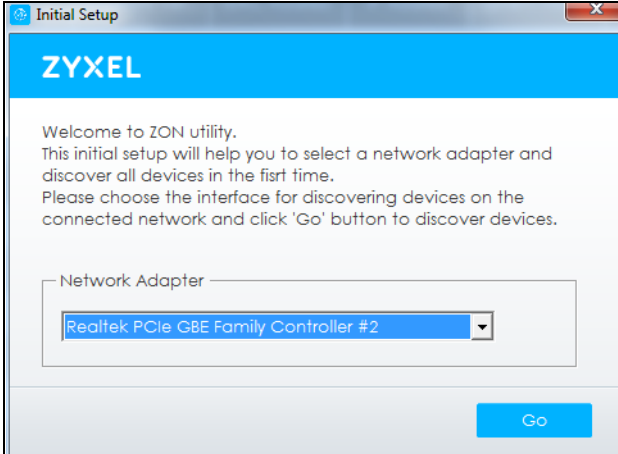 Initial Setup
ZYXEL
Welcome to ZON utility.
This initial setup will help you to select a network adapter and
discover all devices in the fisrt time.
Please choose the interface for discovering devices on the
connected network and click 'Go' button to discover devices.
Network Adapter
Realtek PCIe GBE Family Controller #2
Go